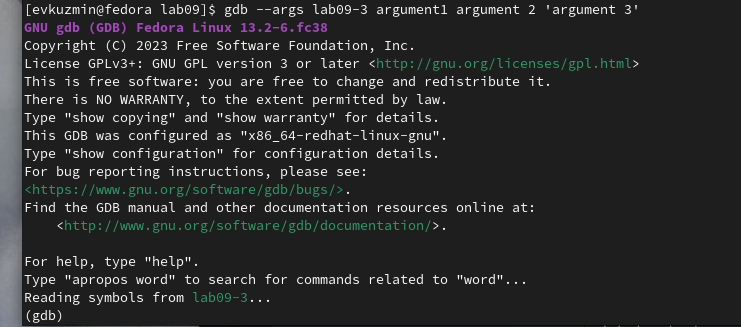 [evkuzmin@fedora lab09]$ gdb --args lab09-3 argument1 argument 2 'argument 3'
GNU gdb (GDB) Fedora Linux 13.2-6.fc38
Copyright (C) 2023 Free Software Foundation, Inc.
License GPLv3+: GNU GPL version 3 or later <http://gnu.org/licenses/gpl.html>
This is free software: you are free to change and redistribute it.
There is NO WARRANTY, to the extent permitted by law.
Type "show copying" and "show warranty" for details.
This GDB was configured as "x86_64-redhat-linux-gnu".
Type "show configuration" for configuration details.
For bug reporting instructions, please see:
<https://www.gnu.org/software/gdb/bugs/>.
Find the GDB manual and other documentation resources online at:
    <http://www.gnu.org/software/gdb/documentation/>.

For help, type "help".
Type "apropos word" to search for commands related to "word"...
Reading symbols from lab09-3...
(gdb)